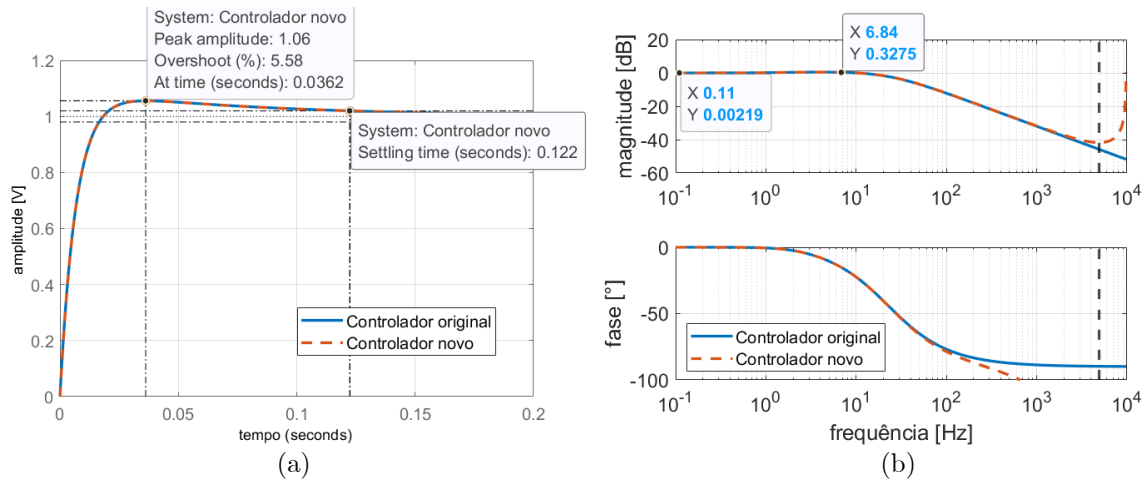 System: Controlador novo
Peak amplitude: 1.06
Overshoot (%): 5.58
At time (seconds): 0.0362
1.2
1
0.8
0.6
0.4
0.2
0
amplitude [V]
System: Controlador novo
Settling time (seconds): 0.122
Controlador original
Controlador novo
0
0.05
0.1
0.15
0.2
tempo (seconds)
(a)
X 6.84
Y 0.3275
X 0.11
Y 0.00219
20
0
-20
-40
-60
magnitude [dB]
10^-1
10^0
10^1
10^2
10^3
10^4
0
-50
-100
fase [°]
Controlador original
Controlador novo
10^-1
10^0
10^1
10^2
10^3
10^4
frequência [Hz]
(b)